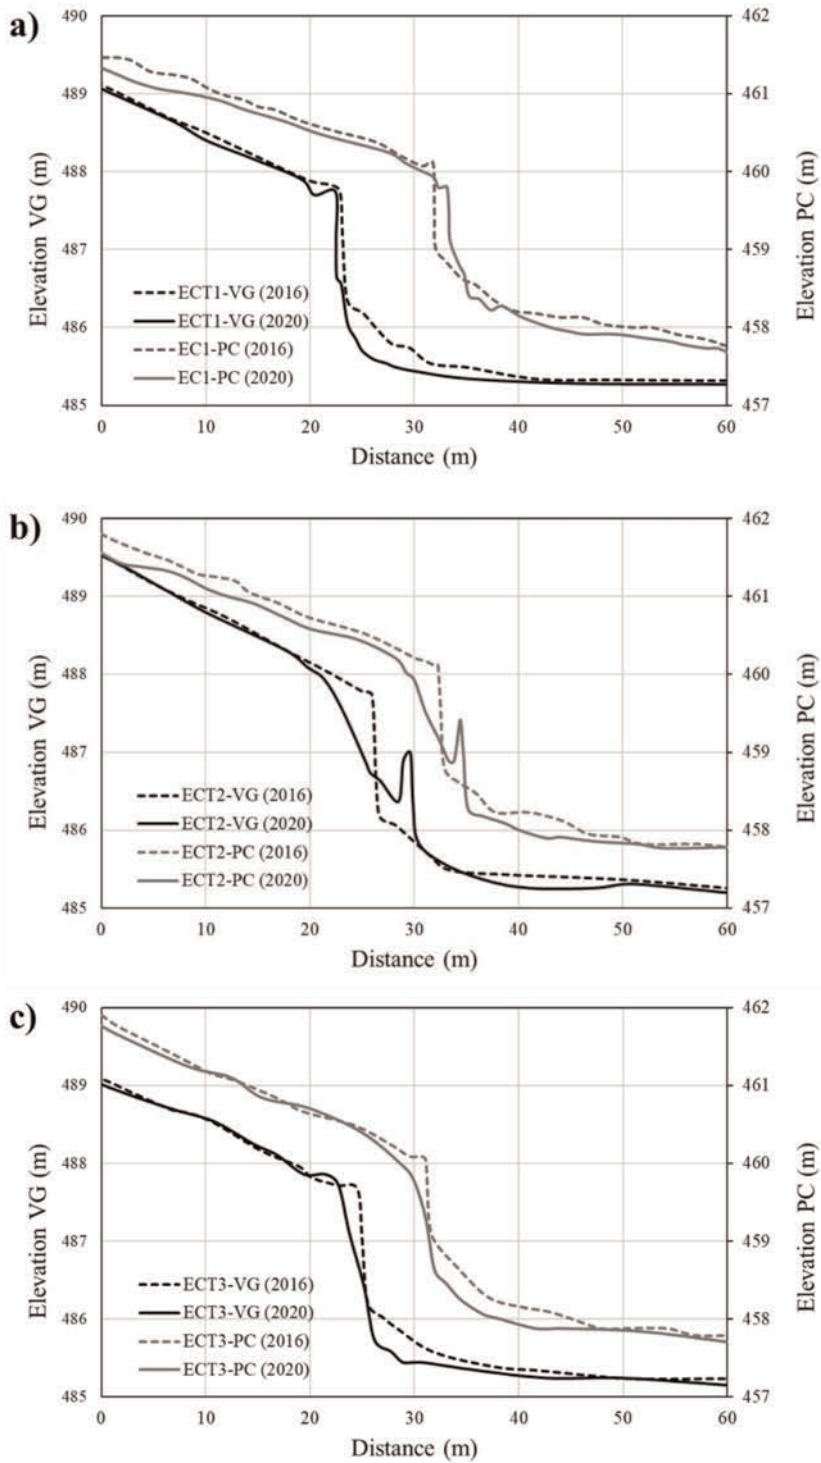 a)
Elevation VG (m)
490
489
488
487
486
485
ECT1-VG (2016)
ECT1-VG (2020)
EC1-PC (2016)
EC1-PC (2020)
462
461
460
459
458
457
Elevation PC (m)
0 10 20 30 40 50 60
Distance (m)
b)
Elevation VG (m)
490
489
488
487
486
485
ECT2-VG (2016)
ECT2-VG (2020)
ECT2-PC (2016)
ECT2-PC (2020)
462
461
460
459
458
457
Elevation PC (m)
0 10 20 30 40 50 60
Distance (m)
c)
Elevation VG (m)
490
489
488
487
486
485
ECT3-VG (2016)
ECT3-VG (2020)
ECT3-PC (2016)
ECT3-PC (2020)
462
461
460
459
458
457
Elevation PC (m)
0 10 20 30 40 50 60
Distance (m)